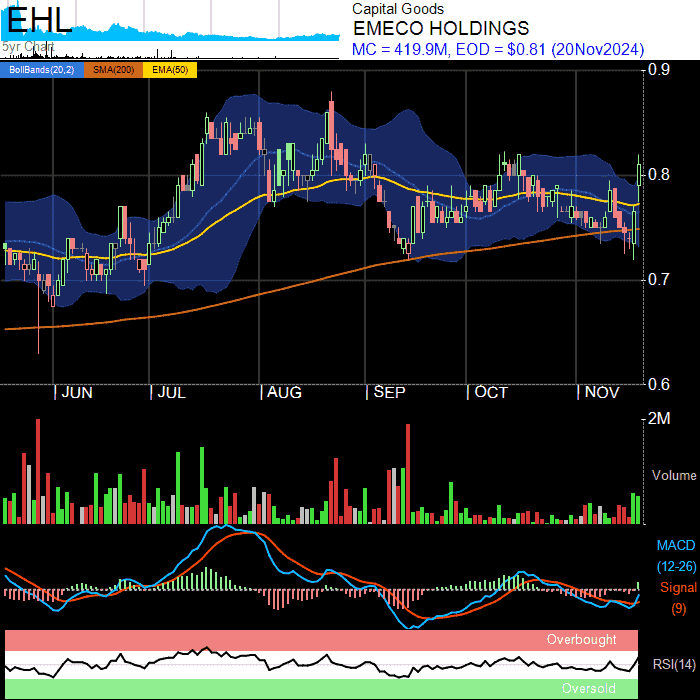 EHL
5yr Chart
Capital Goods
EMECO HOLDINGS
MC = 419.9M, EOD = $0.81 (20Nov2024)
BollBands(20,2) SMA(200) EMA(50)
0.9
0.8
0.7
0.6
JUN JUL AUG SEP OCT NOV
2M
Volume
MACD
(12-26)
Signal
(9)
Overbought
RSI(14)
Oversold